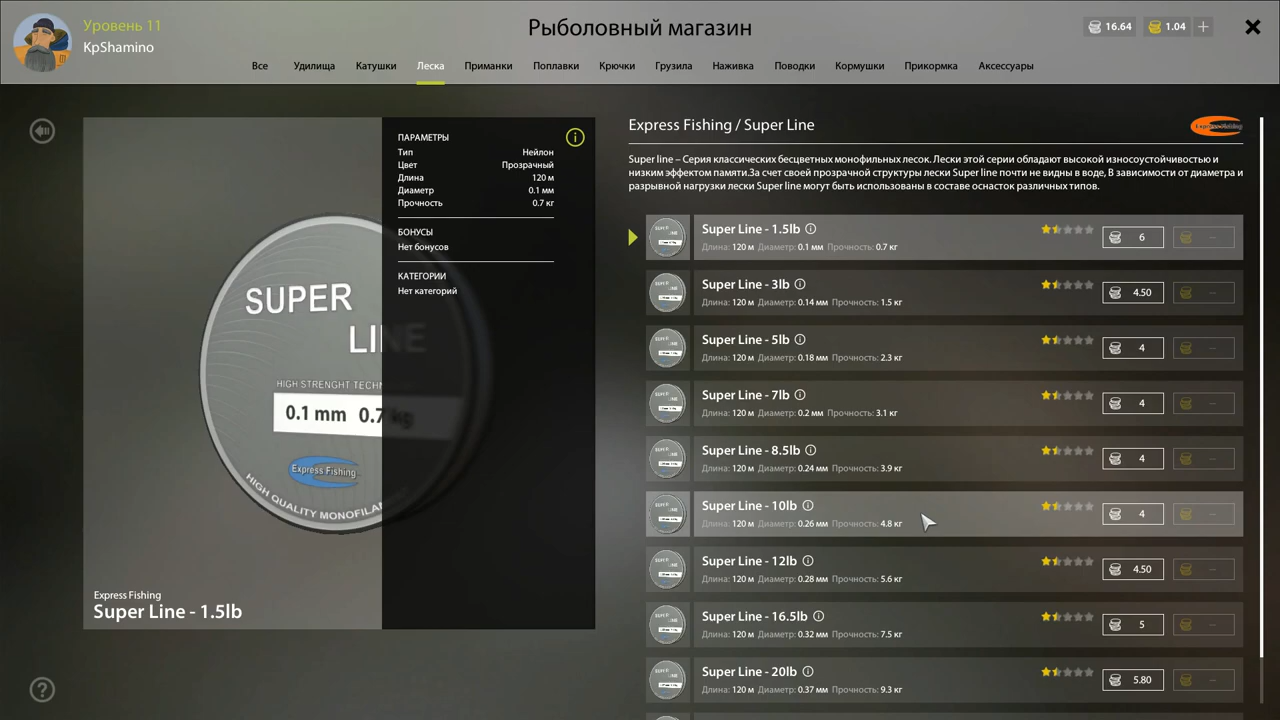 Уровень 11
KpShamino
Рыболовный магазин
16.64
1.04
Все Удилища Катушки Леска Приманки Поплавки Крючки Грузила Наживка Поводки Кормушки Прикормка Аксессуары
SUPER
LINE
HIGH STRENGHT TECHN
0.1 mm 0.7 kg
Express Fishing
HIGH QUALITY MONOFILA
Express Fishing
Super Line - 1.5lb
ПАРАМЕТРЫ
Тип Нейлон
Цвет Прозрачный
Длина 120 м
Диаметр 0.1 мм
Прочность 0.7 кг
БОНУСЫ
Нет бонусов
КАТЕГОРИИ
Нет категорий
Express Fishing / Super Line
Express Fishing
Super line – Серия классических бесцветных монофильных лесок. Лески этой серии обладают высокой износоустойчивостью и
низким эффектом памяти.За счет своей прозрачной структуры лески Super line почти не видны в воде, В зависимости от диаметра и
разрывной нагрузки лески Super line могут быть использованы в составе оснасток различных типов.
Super Line - 1.5lb
Длина: 120 м Диаметр: 0.1 мм Прочность: 0.7 кг
6 –
Super Line - 3lb
Длина: 120 м Диаметр: 0.14 мм Прочность: 1.5 кг
4.50 –
Super Line - 5lb
Длина: 120 м Диаметр: 0.18 мм Прочность: 2.3 кг
4 –
Super Line - 7lb
Длина: 120 м Диаметр: 0.2 мм Прочность: 3.1 кг
4 –
Super Line - 8.5lb
Длина: 120 м Диаметр: 0.24 мм Прочность: 3.9 кг
4 –
Super Line - 10lb
Длина: 120 м Диаметр: 0.26 мм Прочность: 4.8 кг
4 –
Super Line - 12lb
Длина: 120 м Диаметр: 0.28 мм Прочность: 5.6 кг
4.50 –
Super Line - 16.5lb
Длина: 120 м Диаметр: 0.32 мм Прочность: 7.5 кг
5 –
Super Line - 20lb
Длина: 120 м Диаметр: 0.37 мм Прочность: 9.3 кг
5.80 –